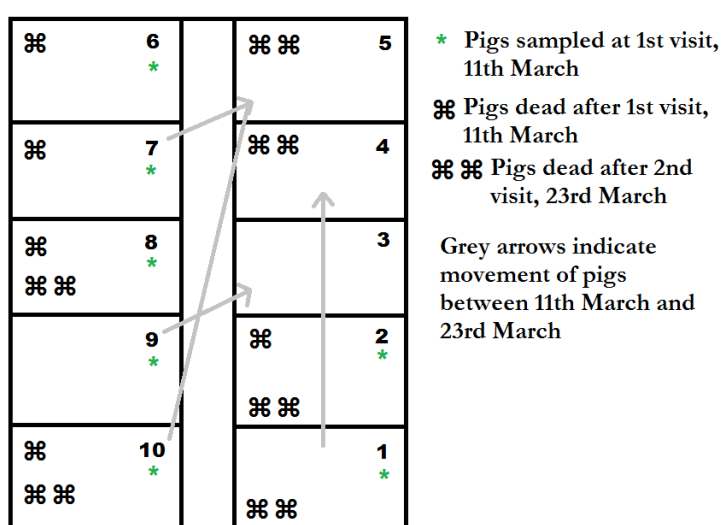 ⌘ 6
*
⌘ ⌘ 5
⌘ 7
*
⌘ ⌘ 4
⌘ 8
*
⌘ ⌘
3
9
*
⌘ 2
*
⌘ ⌘
⌘ 10
*
⌘ ⌘
1
*
⌘ ⌘
* Pigs sampled at 1st visit,
11th March
⌘ Pigs dead after 1st visit,
11th March
⌘ ⌘ Pigs dead after 2nd
visit, 23rd March
Grey arrows indicate
movement of pigs
between 11th March and
23rd March